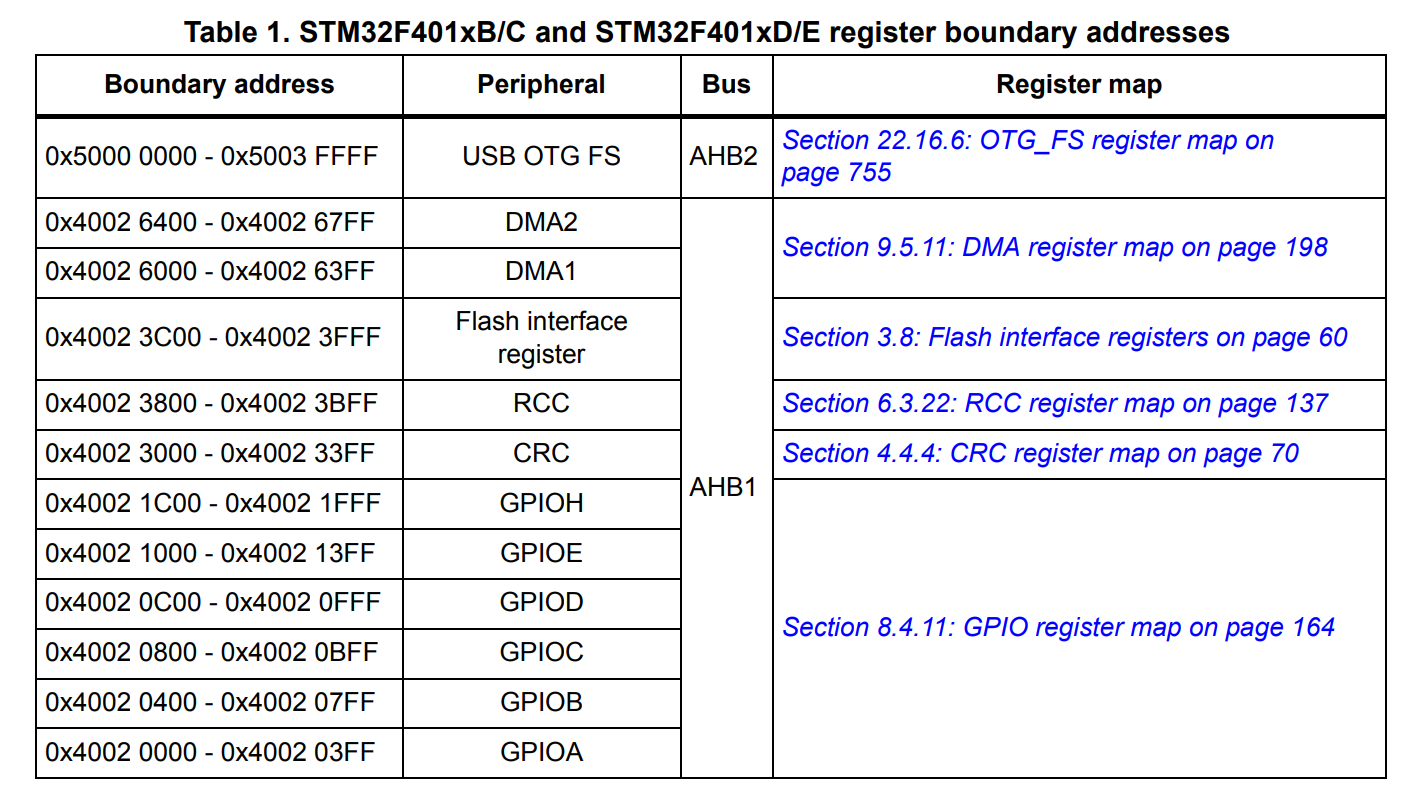 Table 1. STM32F401xB/C and STM32F401xD/E register boundary addresses
Boundary address Peripheral Bus Register map
0x5000 0000 - 0x5003 FFFF USB OTG FS AHB2 Section 22.16.6: OTG_FS register map on
page 755
0x4002 6400 - 0x4002 67FF DMA2
Section 9.5.11: DMA register map on page 198
0x4002 6000 - 0x4002 63FF DMA1
0x4002 3C00 - 0x4002 3FFF Flash interface
register Section 3.8: Flash interface registers on page 60
0x4002 3800 - 0x4002 3BFF RCC Section 6.3.22: RCC register map on page 137
0x4002 3000 - 0x4002 33FF CRC Section 4.4.4: CRC register map on page 70
AHB1
0x4002 1C00 - 0x4002 1FFF GPIOH
0x4002 1000 - 0x4002 13FF GPIOE
0x4002 0C00 - 0x4002 0FFF GPIOD
Section 8.4.11: GPIO register map on page 164
0x4002 0800 - 0x4002 0BFF GPIOC
0x4002 0400 - 0x4002 07FF GPIOB
0x4002 0000 - 0x4002 03FF GPIOA